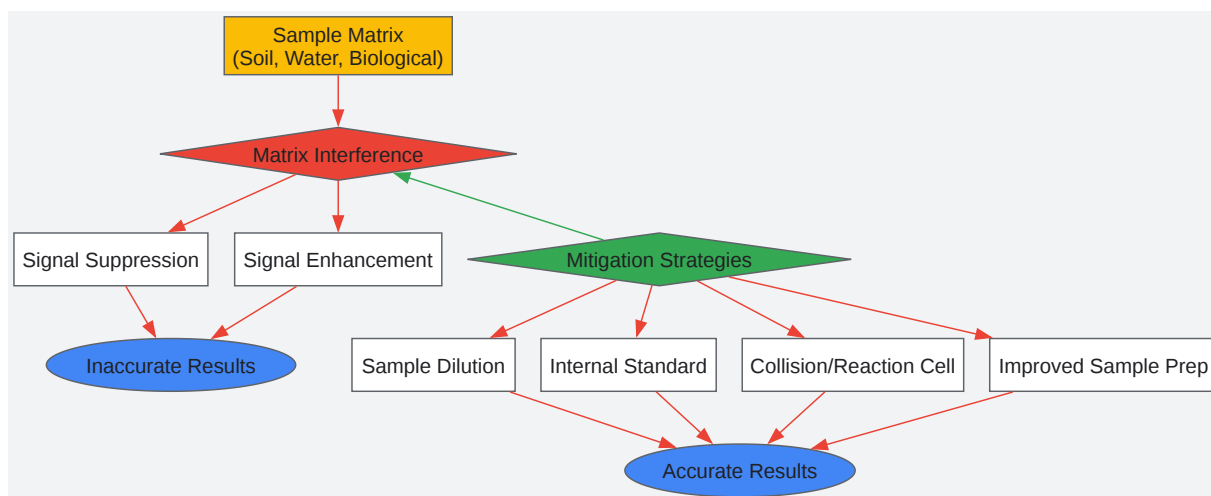 Sample Matrix
(Soil, Water, Biological)
Matrix Interference
Signal Suppression
Signal Enhancement
Mitigation Strategies
Inaccurate Results
Sample Dilution
Internal Standard
Collision/Reaction Cell
Improved Sample Prep
Accurate Results